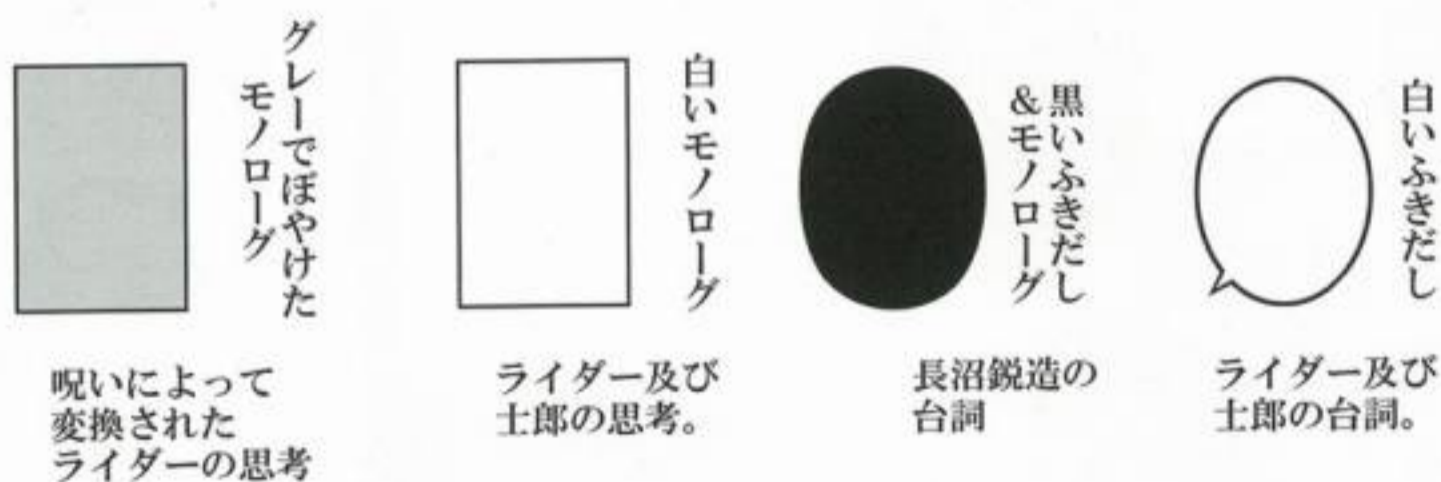 白いふきだし
ライダー及び
士郎の台詞。
黒いふきだし
&モノローグ
長沼鋭造の
台詞
白いモノローグ
ライダー及び
士郎の思考。
グレーでぼやけた
モノローグ
呪いによって
変換された
ライダーの思考